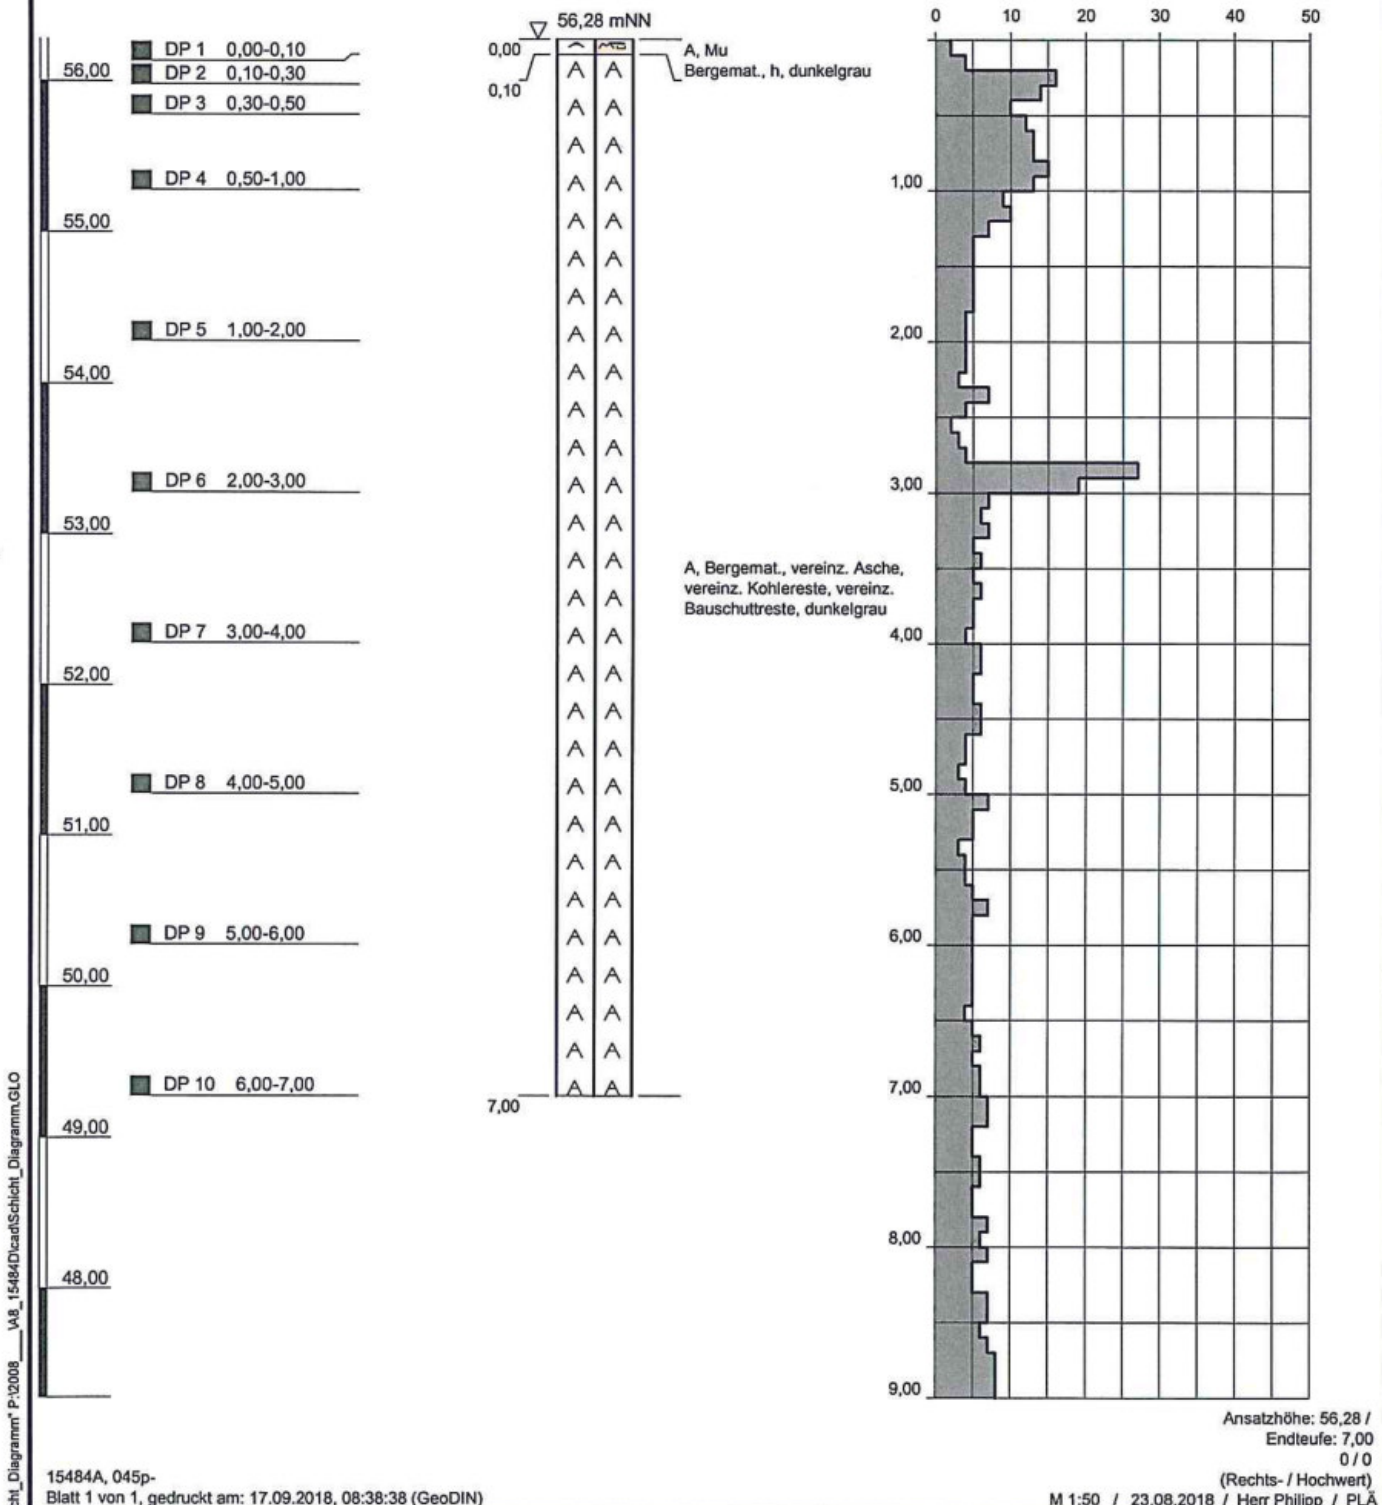 56,28 mNN
0 10 20 30 40 50
0,00
0,10
A, Mu
Bergemat., h, dunkelgrau
DP 1 0,00-0,10
56,00
DP 2 0,10-0,30
DP 3 0,30-0,50
DP 4 0,50-1,00
1,00
55,00
DP 5 1,00-2,00
2,00
54,00
DP 6 2,00-3,00
3,00
53,00
A, Bergemat., vereinz. Asche,
vereinz. Kohlereste, vereinz.
Bauschuttreste, dunkelgrau
DP 7 3,00-4,00
4,00
52,00
DP 8 4,00-5,00
5,00
51,00
DP 9 5,00-6,00
6,00
50,00
DP 10 6,00-7,00
7,00
7,00
49,00
8,00
48,00
9,00
Ansatzhöhe: 56,28 /
Endteufe: 7,00
0 / 0
(Rechts- / Hochwert)
15484A, 045p-
Blatt 1 von 1, gedruckt am: 17.09.2018, 08:38:38 (GeoDIN)
M 1:50 / 23.08.2018 / Herr Philipp / PLÄ
cht_Diagramm" P:\2008____\A8_15484D\cad\Schicht_Diagramm.GLO